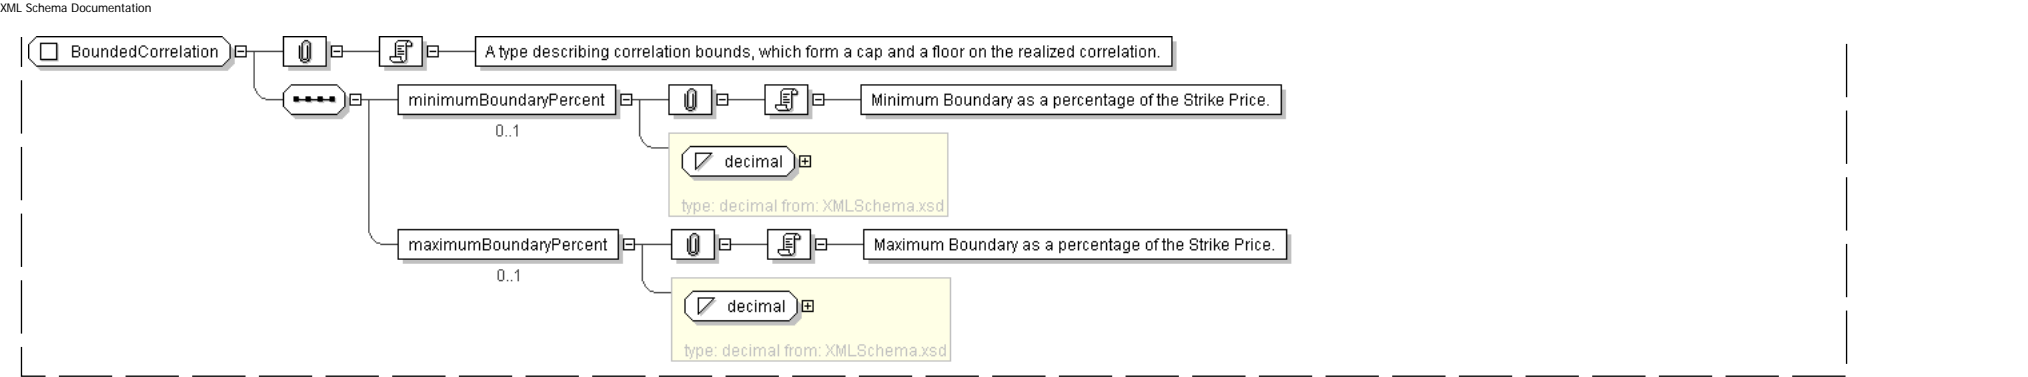 XML Schema Documentation
BoundedCorrelation
A type describing correlation bounds, which form a cap and a floor on the realized correlation.
minimumBoundaryPercent
Minimum Boundary as a percentage of the Strike Price.
0..1
decimal
type: decimal from: XMLSchema.xsd
maximumBoundaryPercent
Maximum Boundary as a percentage of the Strike Price.
0..1
decimal
type: decimal from: XMLSchema.xsd